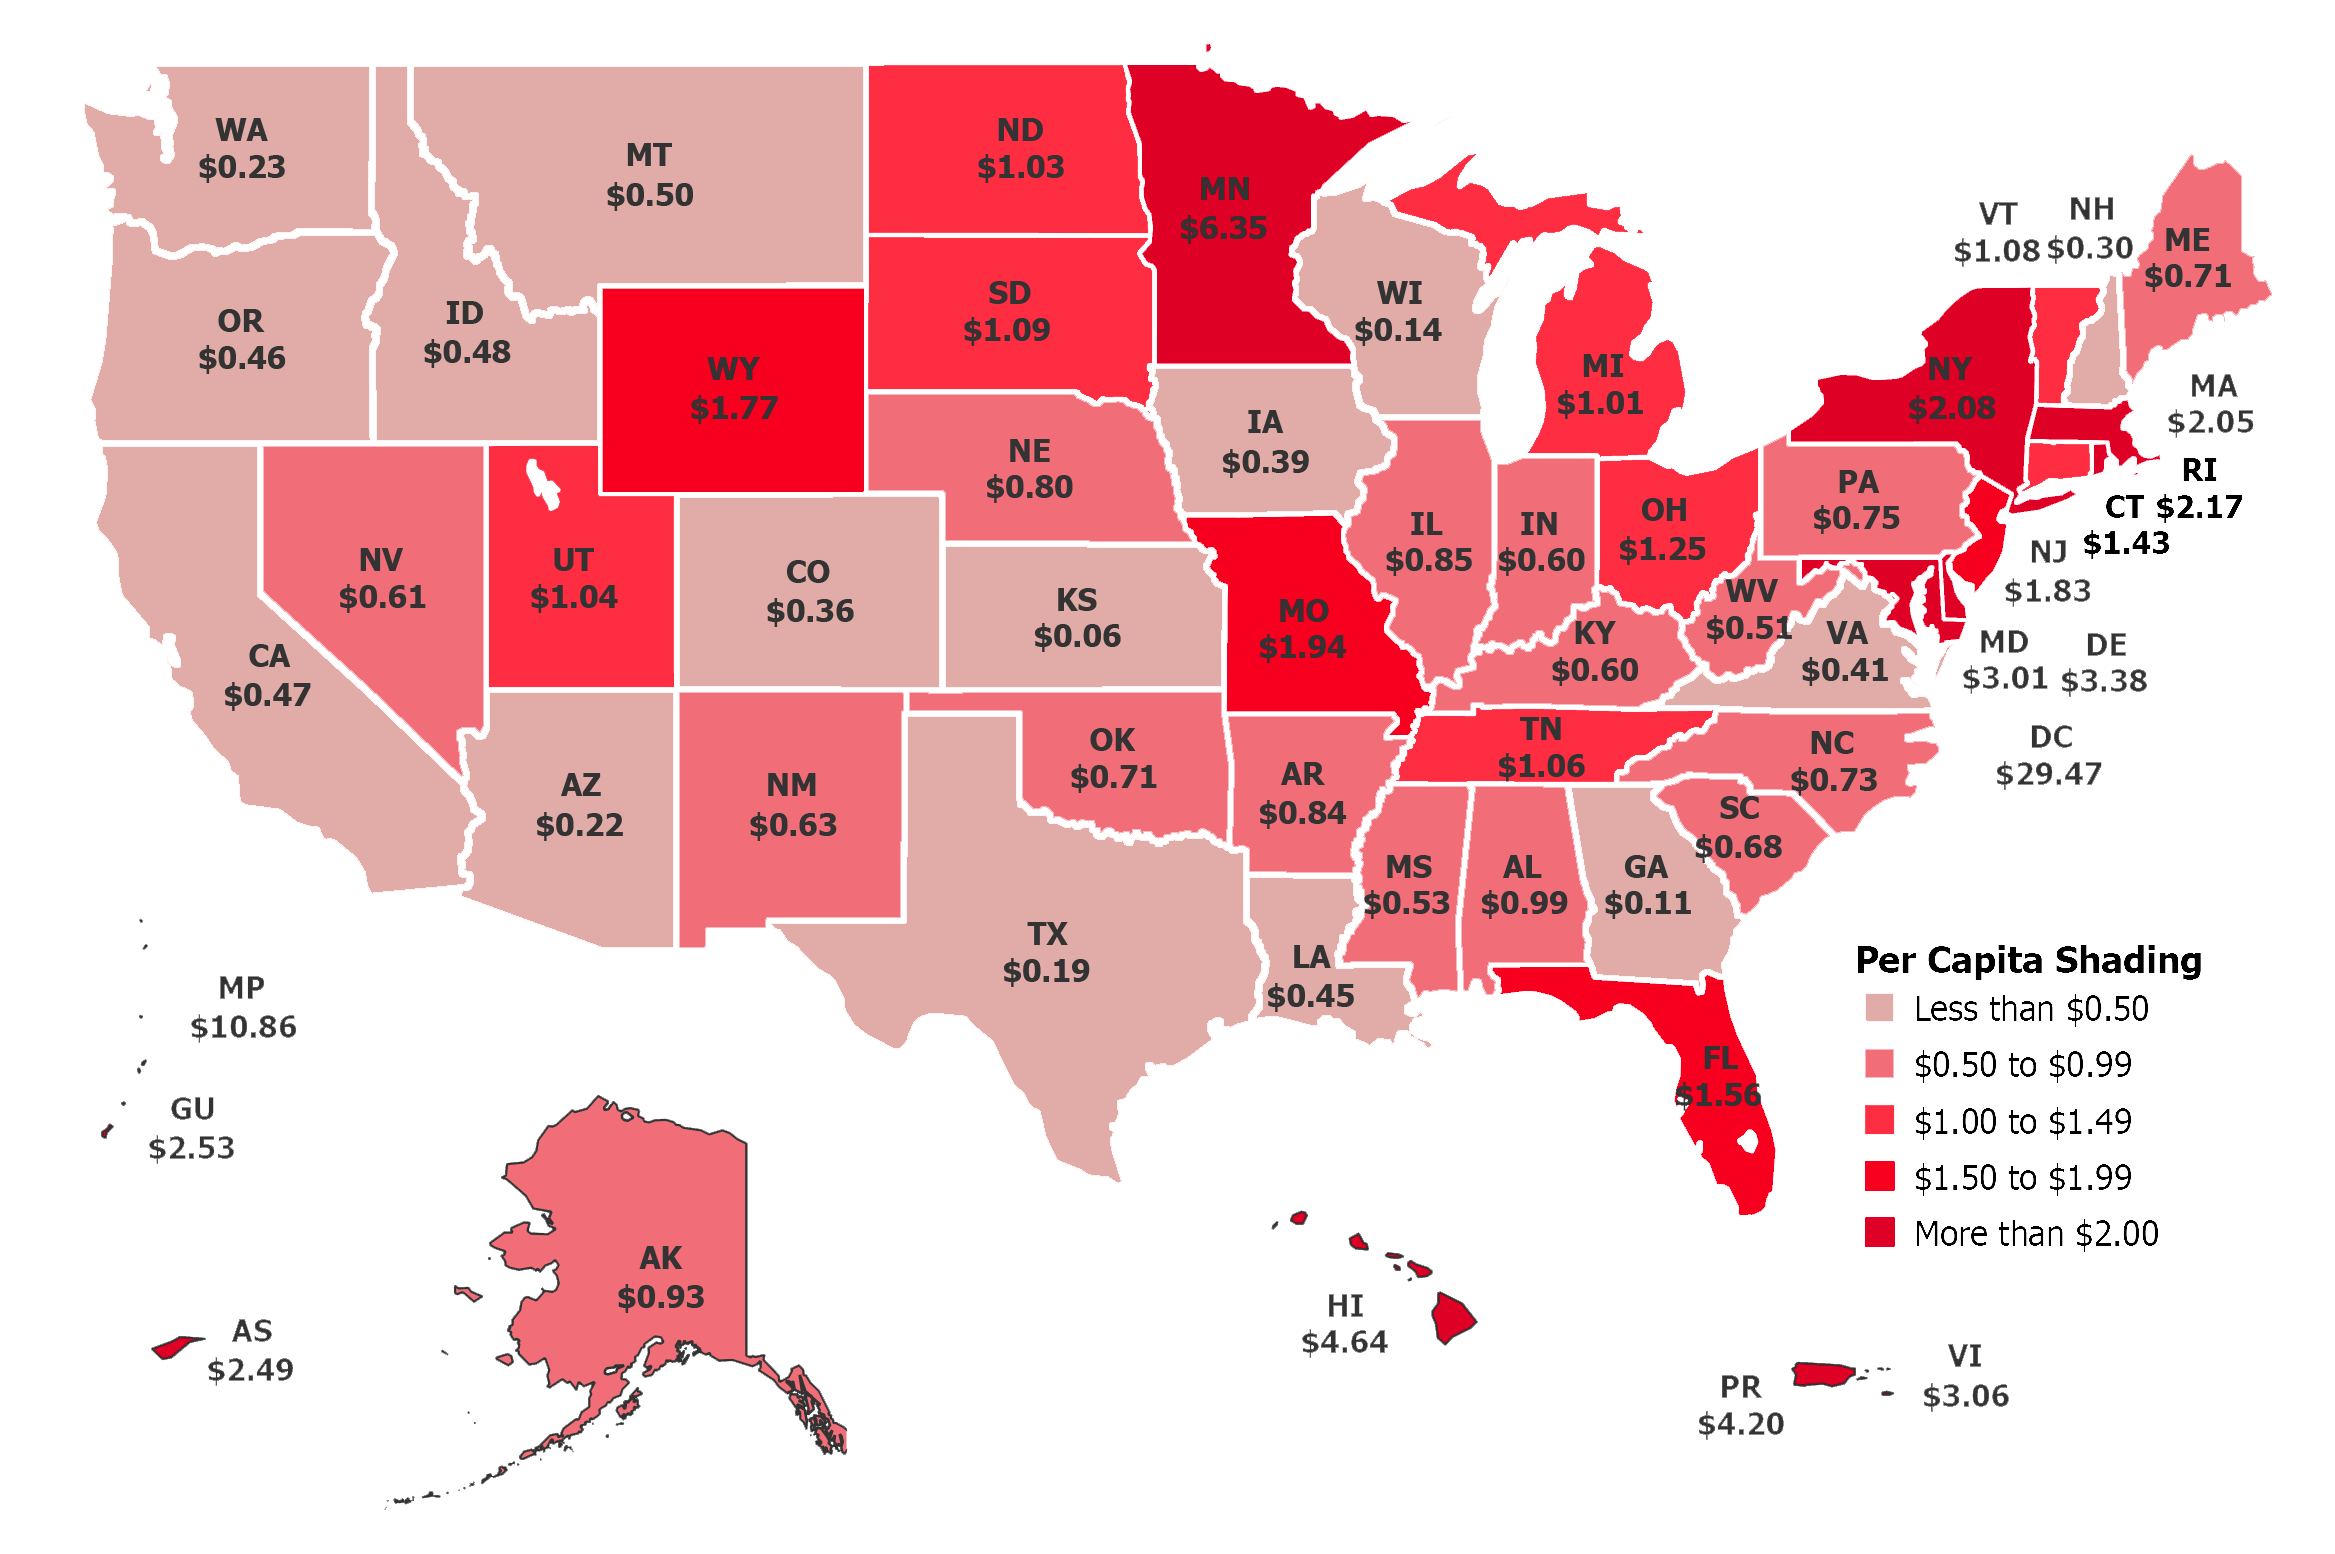 WA
$0.23
MT
$0.50
ND
$1.03
MN
$6.35
VT
$1.08
NH
$0.30
ME
$0.71
OR
$0.46
ID
$0.48
WY
$1.77
SD
$1.09
WI
$0.14
MI
$1.01
NY
$2.08
MA
$2.05
RI
$2.17
CT
$1.43
NE
$0.80
IA
$0.39
IL
$0.85
IN
$0.60
OH
$1.25
PA
$0.75
NJ
$1.83
NV
$0.61
UT
$1.04
CO
$0.36
KS
$0.06
MO
$1.94
KY
$0.60
WV
$0.51
VA
$0.41
MD
$3.01
DE
$3.38
DC
$29.47
CA
$0.47
AZ
$0.22
NM
$0.63
OK
$0.71
AR
$0.84
TN
$1.06
NC
$0.73
SC
$0.68
TX
$0.19
LA
$0.45
MS
$0.53
AL
$0.99
GA
$0.11
FL
$1.56
MP
$10.86
GU
$2.53
AS
$2.49
AK
$0.93
HI
$4.64
PR
$4.20
VI
$3.06
Per Capita Shading
Less than $0.50
$0.50 to $0.99
$1.00 to $1.49
$1.50 to $1.99
More than $2.00